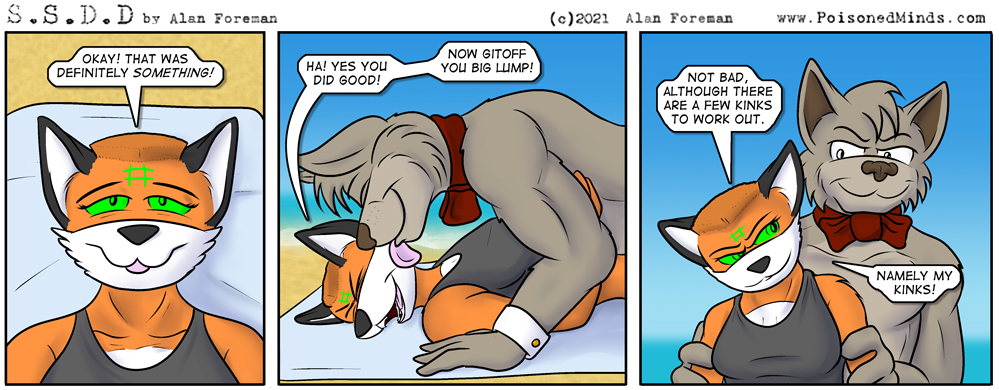 S.S.D.D by Alan Foreman (c)2021 Alan Foreman www.PoisonedMinds.com
OKAY! THAT WAS
DEFINITELY SOMETHING!
HA! YES YOU
DID GOOD!
NOW GITOFF
YOU BIG LUMP!
NOT BAD,
ALTHOUGH THERE
ARE A FEW KINKS
TO WORK OUT.
NAMELY MY
KINKS!